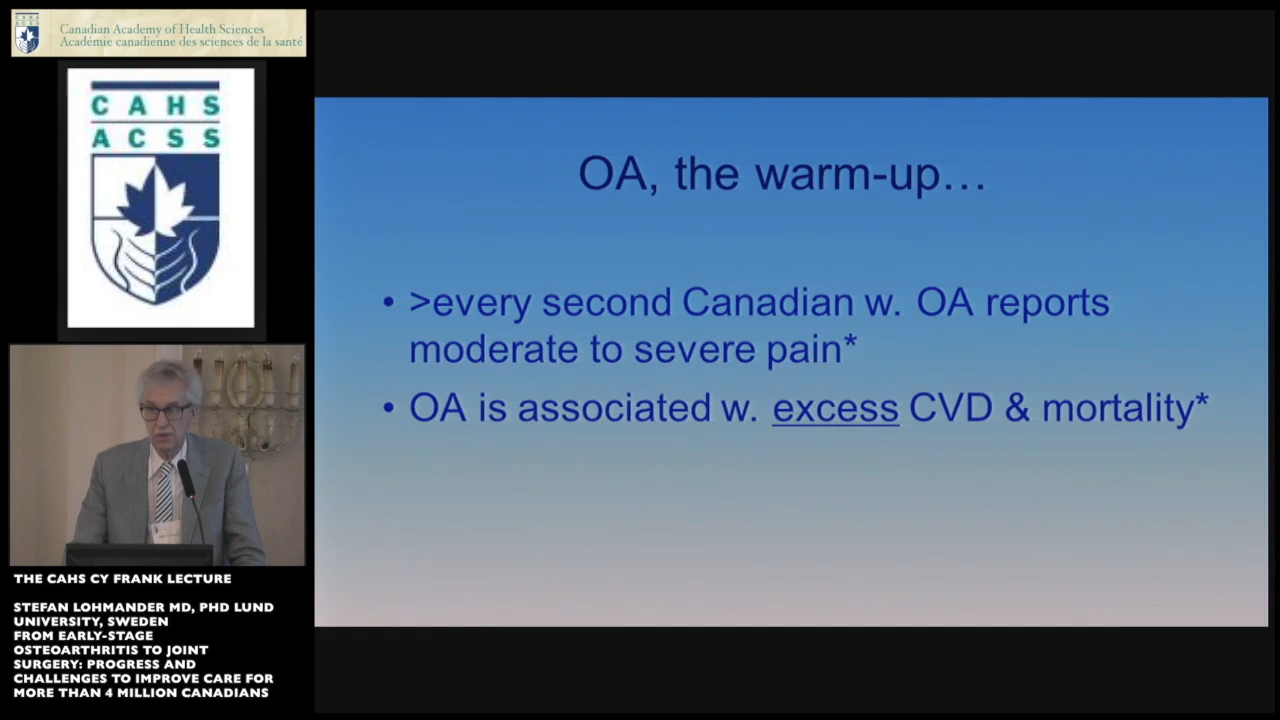 Canadian Academy of Health Sciences
Académie canadienne des sciences de la santé
CAHS
ACSS
OA, the warm-up…
• >every second Canadian w. OA reports
moderate to severe pain*
• OA is associated w. excess CVD & mortality*
THE CAHS CY FRANK LECTURE
STEFAN LOHMANDER MD, PHD LUND
UNIVERSITY, SWEDEN
FROM EARLY-STAGE
OSTEOARTHRITIS TO JOINT
SURGERY: PROGRESS AND
CHALLENGES TO IMPROVE CARE FOR
MORE THAN 4 MILLION CANADIANS